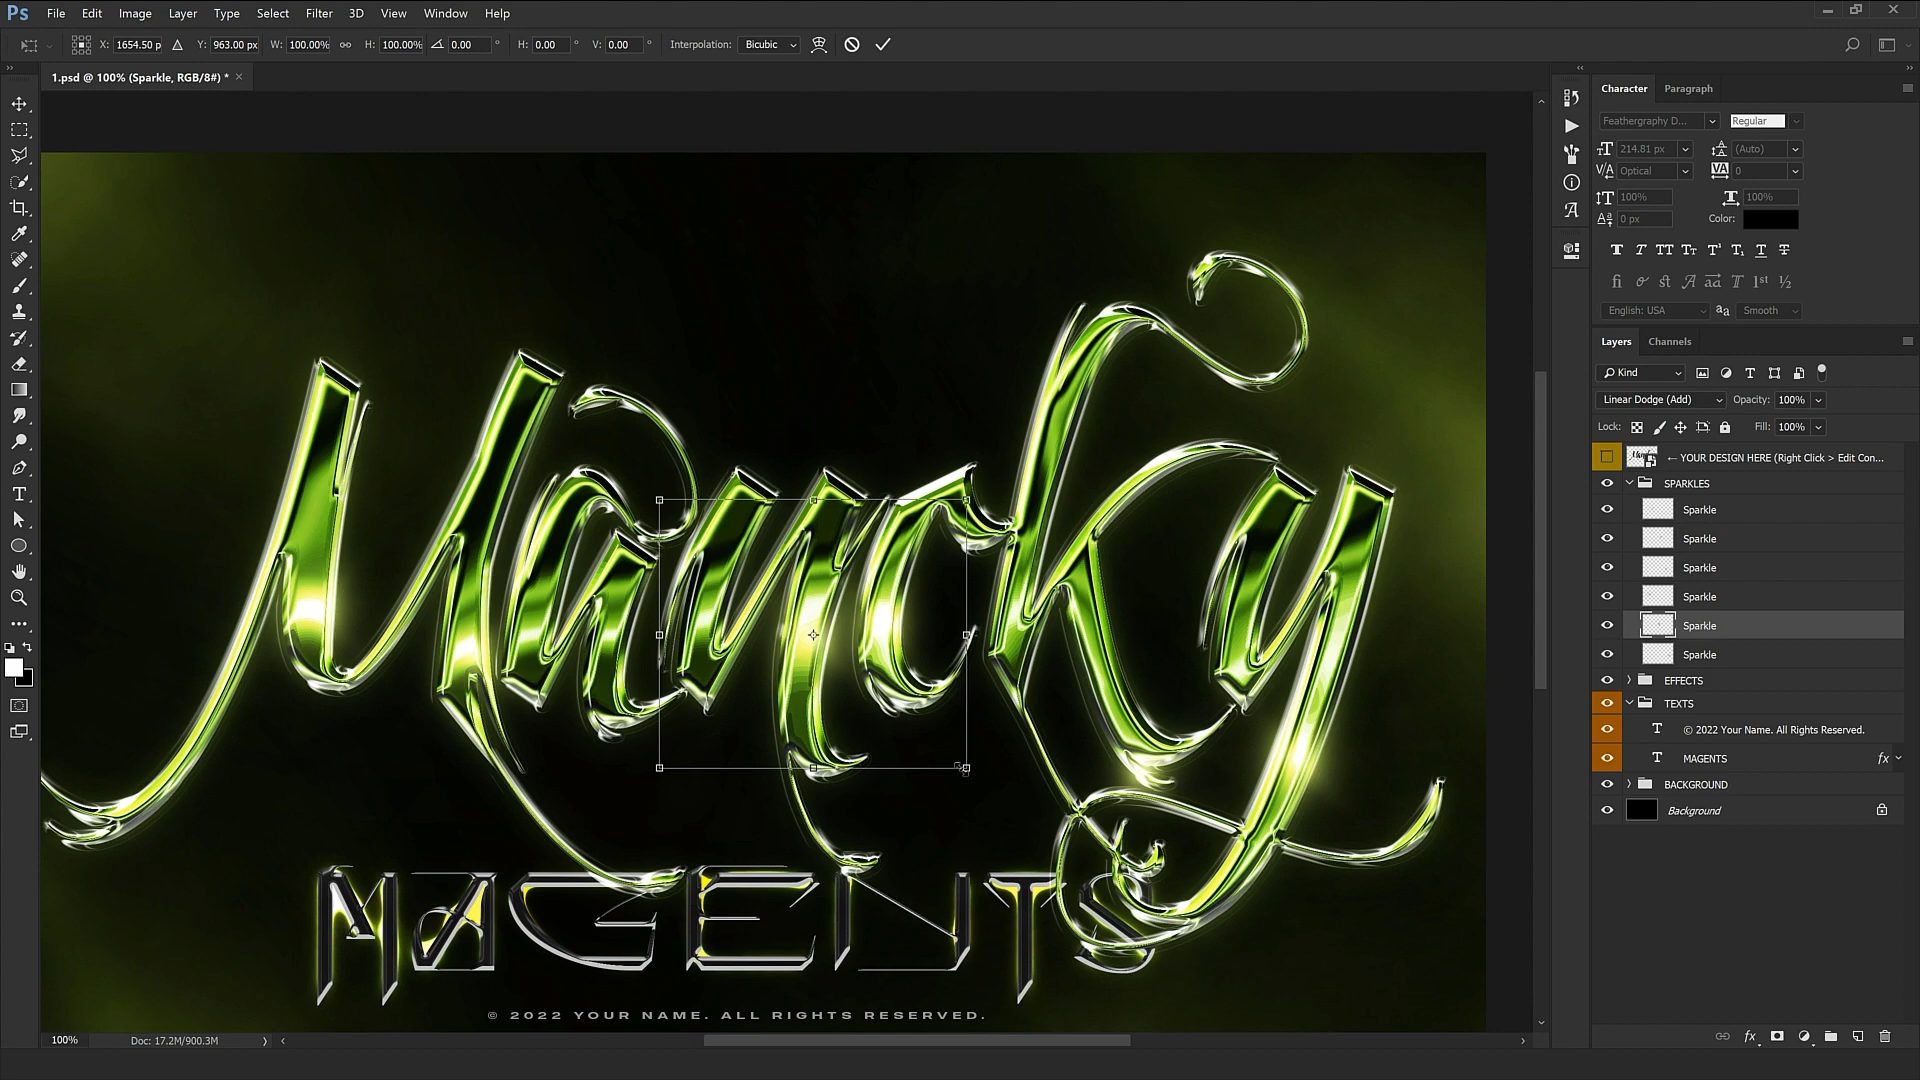 Ps File Edit Image Layer Type Select Filter 3D View Window Help
X: 1654.50 p Y: 963.00 px W: 100.00% H: 100.00% 0.00 ° H: 0.00 ° V: 0.00 ° Interpolation: Bicubic
1.psd @ 100% (Sparkle, RGB/8#) * ×
Character Paragraph
Feathergraphy D... Regular
214.81 px (Auto)
Optical 0
100% 100%
0 px Color:
English: USA aa Smooth
Layers Channels
Kind
Linear Dodge (Add) Opacity: 100%
Lock: Fill: 100%
← YOUR DESIGN HERE (Right Click > Edit Con...
SPARKLES
Sparkle
Sparkle
Sparkle
Sparkle
Sparkle
Sparkle
EFFECTS
TEXTS
T © 2022 Your Name. All Rights Reserved.
T MAGENTS fx
BACKGROUND
Background
MAGENTS
© 2022 YOUR NAME. ALL RIGHTS RESERVED.
100% Doc: 17.2M/900.3M